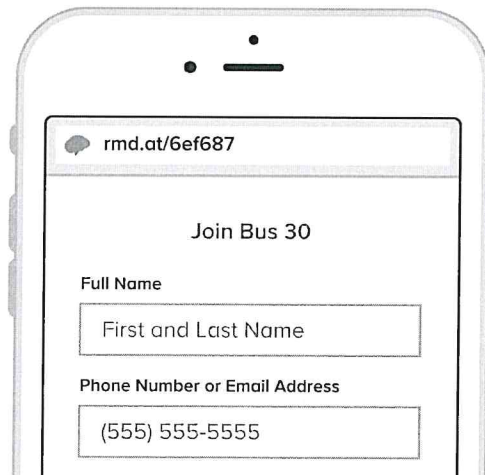 rmd.at/6ef687
Join Bus 30
Full Name
First and Last Name
Phone Number or Email Address
(555) 555-5555